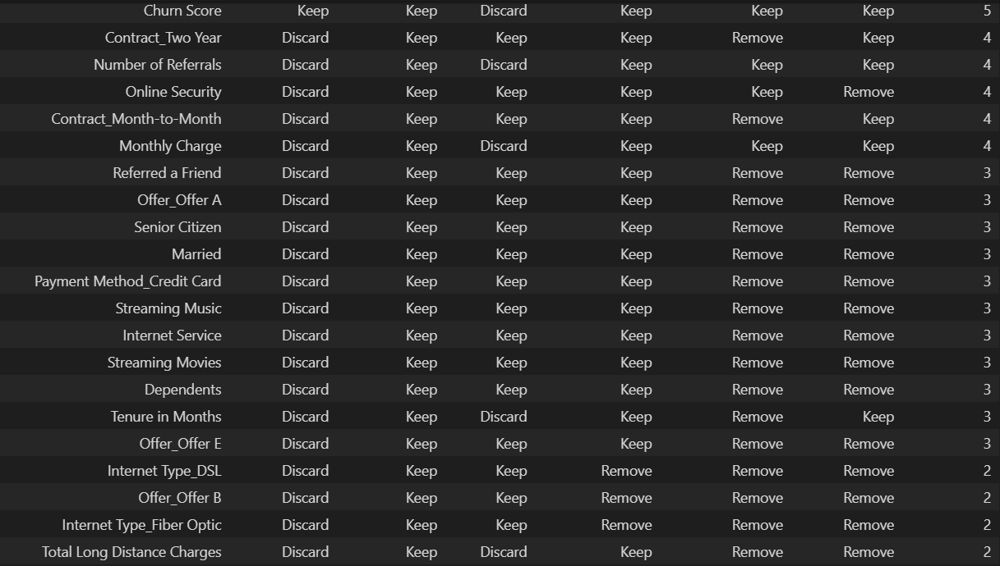 Churn Score Keep Keep Discard Keep Keep Keep 5
Contract_Two Year Discard Keep Keep Keep Remove Keep 4
Number of Referrals Discard Keep Discard Keep Keep Keep 4
Online Security Discard Keep Keep Keep Keep Remove 4
Contract_Month-to-Month Discard Keep Keep Keep Remove Keep 4
Monthly Charge Discard Keep Discard Keep Keep Keep 4
Referred a Friend Discard Keep Keep Keep Remove Remove 3
Offer_Offer A Discard Keep Keep Keep Remove Remove 3
Senior Citizen Discard Keep Keep Keep Remove Remove 3
Married Discard Keep Keep Keep Remove Remove 3
Payment Method_Credit Card Discard Keep Keep Keep Remove Remove 3
Streaming Music Discard Keep Keep Keep Remove Remove 3
Internet Service Discard Keep Keep Keep Remove Remove 3
Streaming Movies Discard Keep Keep Keep Remove Remove 3
Dependents Discard Keep Keep Keep Remove Remove 3
Tenure in Months Discard Keep Discard Keep Remove Keep 3
Offer_Offer E Discard Keep Keep Keep Remove Remove 3
Internet Type_DSL Discard Keep Keep Remove Remove Remove 2
Offer_Offer B Discard Keep Keep Remove Remove Remove 2
Internet Type_Fiber Optic Discard Keep Keep Remove Remove Remove 2
Total Long Distance Charges Discard Keep Discard Keep Remove Remove 2